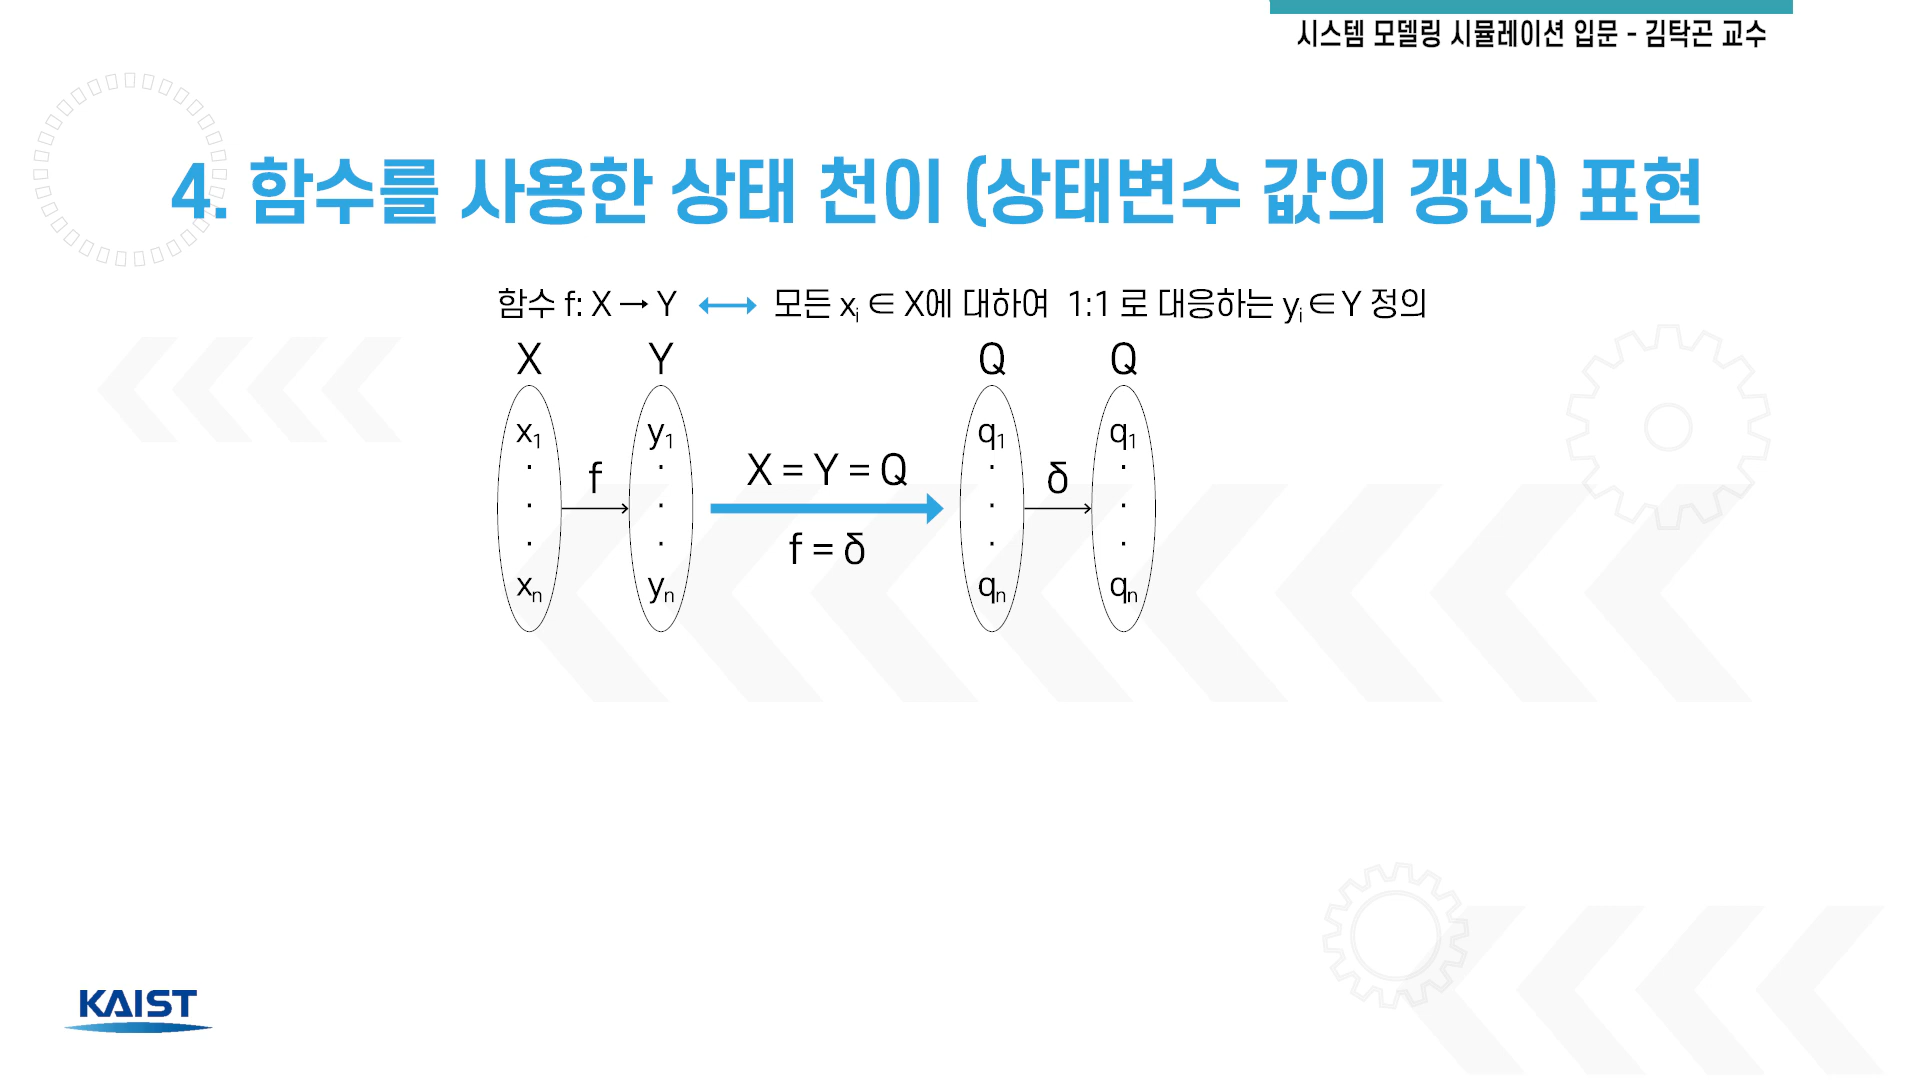 시스템 모델링 시뮬레이션 입문 - 김탁곤 교수
4. 함수를 사용한 상태 천이 (상태변수 값의 갱신) 표현
함수 f: X → Y ↔ 모든 xᵢ ∈ X에 대하여 1:1 로 대응하는 yᵢ ∈ Y 정의
X Y Q Q
x₁ y₁ q₁ q₁
f X = Y = Q δ
f = δ
xₙ yₙ qₙ qₙ
KAIST